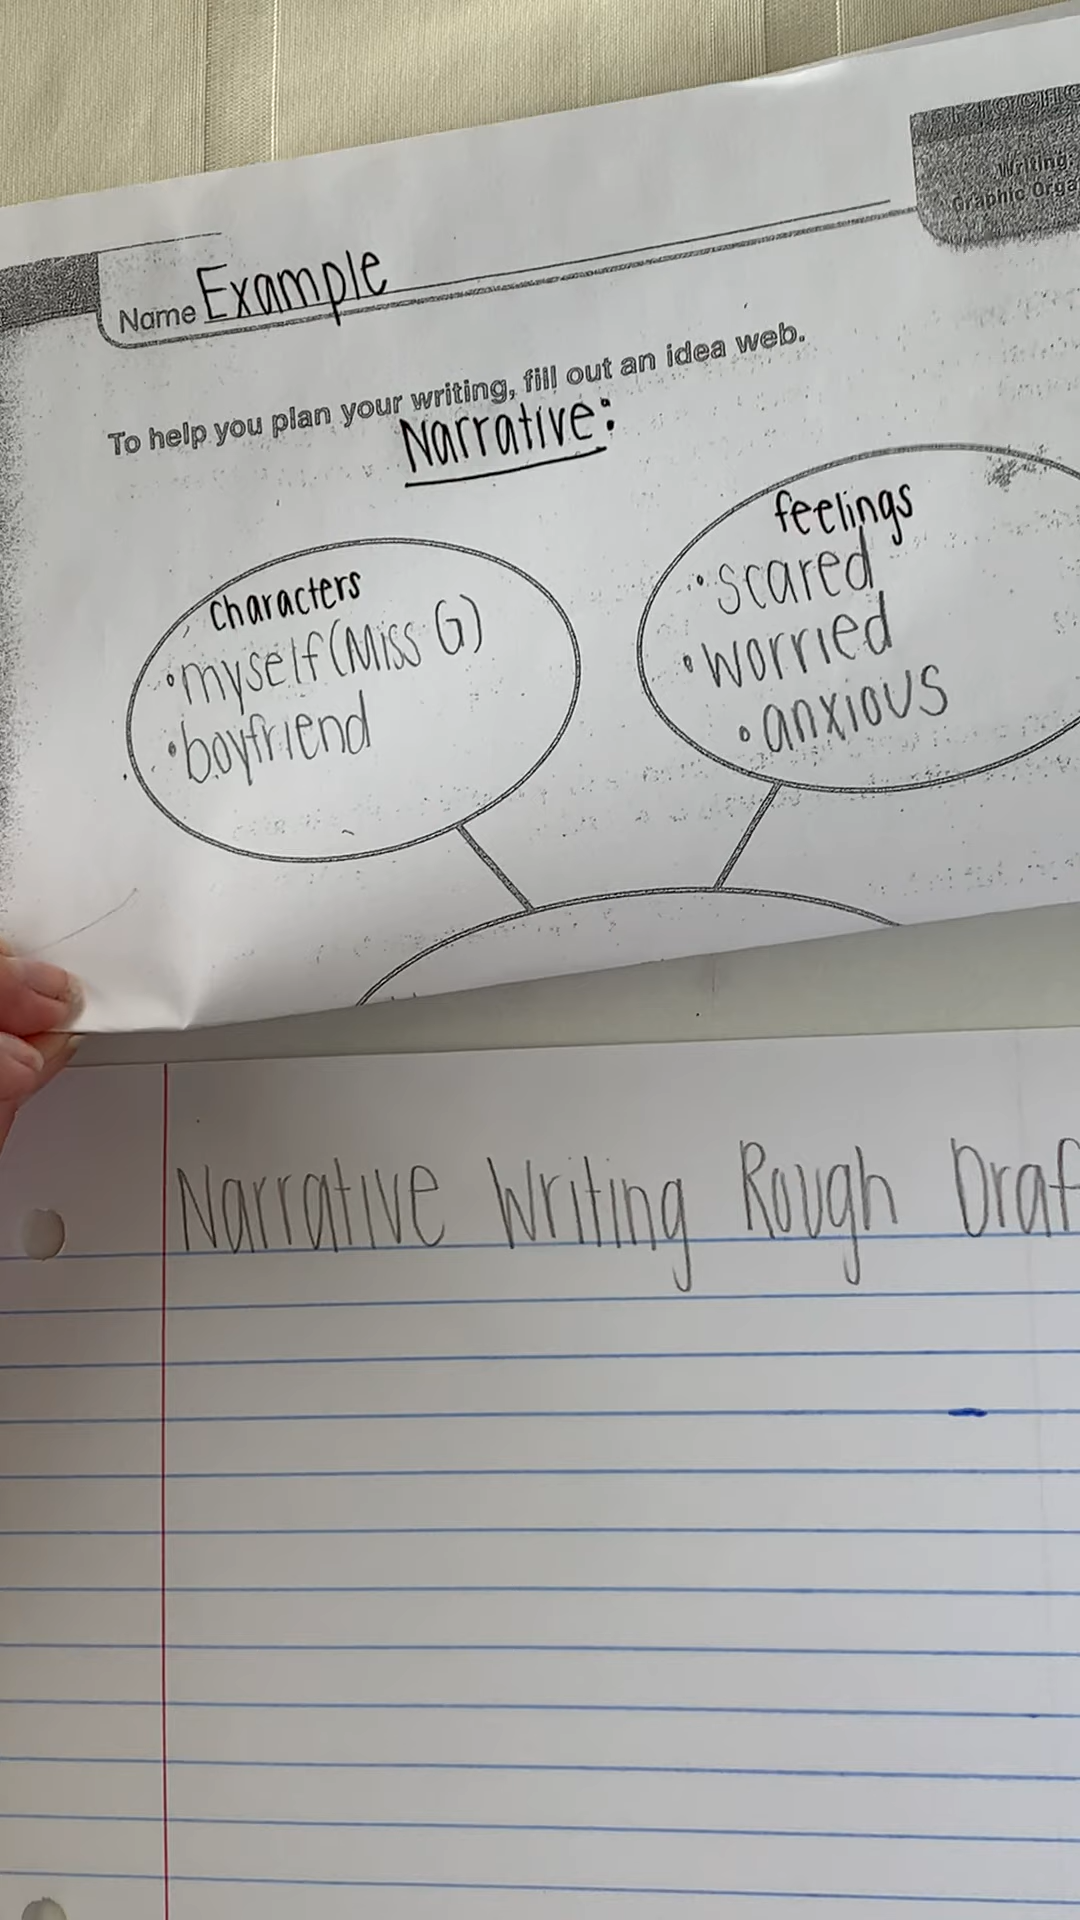 Writing:
Graphic Orga
Name Example
To help you plan your writing, fill out an idea web.
Narrative:
characters
•myself (Miss G)
•boyfriend
feelings
•scared
•worried
•anxious
Narrative Writing Rough Draf